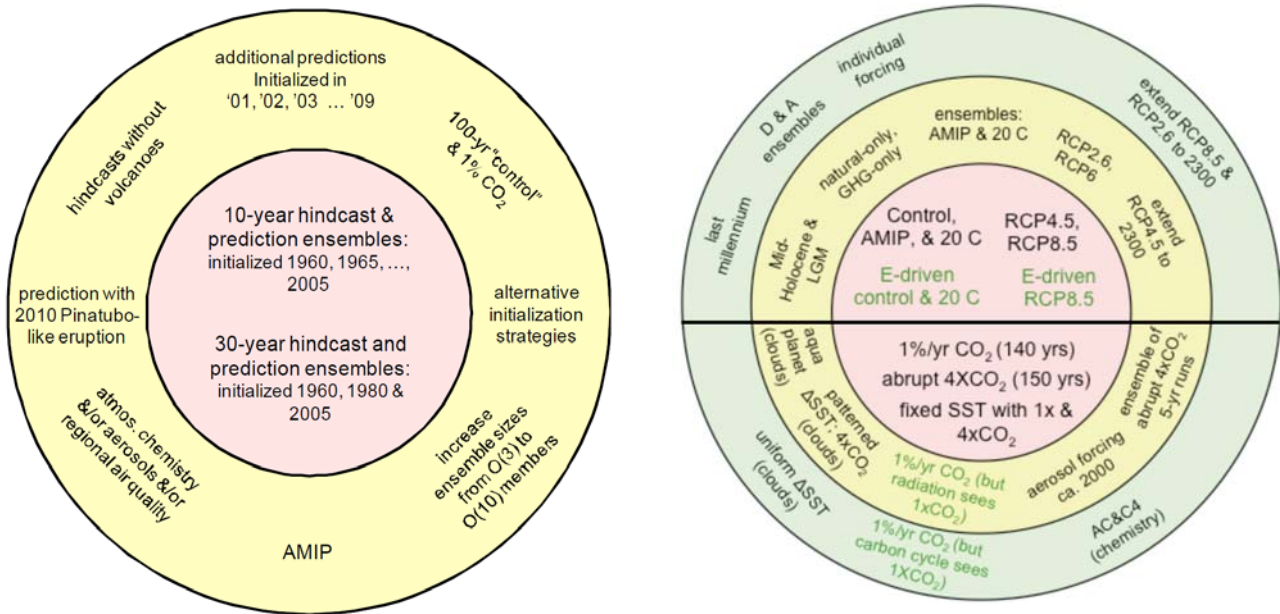 additional predictions
Initialized in
'01, '02, '03 ... '09
hindcasts without
volcanoes
100-yr "control"
& 1% CO₂
10-year hindcast &
prediction ensembles:
initialized 1960, 1965, ...,
2005
30-year hindcast and
prediction ensembles:
initialized 1960, 1980 &
2005
prediction with
2010 Pinatubo-
like eruption
alternative
initialization
strategies
atmos. chemistry
&/or aerosols &/or
regional air quality
increase
ensemble sizes
from O(3) to
O(10) members
AMIP
individual
forcing
D & A
ensembles
last
millennium
extend RCP8.5 &
RCP2.6 to 2300
ensembles:
AMIP & 20 C
natural-only,
GHG-only
RCP2.6,
RCP6
Mid-
Holocene &
LGM
extend
RCP4.5 to
2300
Control,
AMIP, & 20 C
RCP4.5,
RCP8.5
E-driven
control & 20 C
E-driven
RCP8.5
1%/yr CO₂ (140 yrs)
abrupt 4XCO₂ (150 yrs)
fixed SST with 1x &
4xCO₂
aqua
planet
(clouds)
patterned
ΔSST: 4xCO₂
(clouds)
1%/yr CO₂ (but
radiation sees
1xCO₂)
aerosol forcing
ca. 2000
ensemble of
abrupt 4xCO₂
5-yr runs
uniform ΔSST
(clouds)
1%/yr CO₂ (but
carbon cycle sees
1XCO₂)
AC&C4
(chemistry)